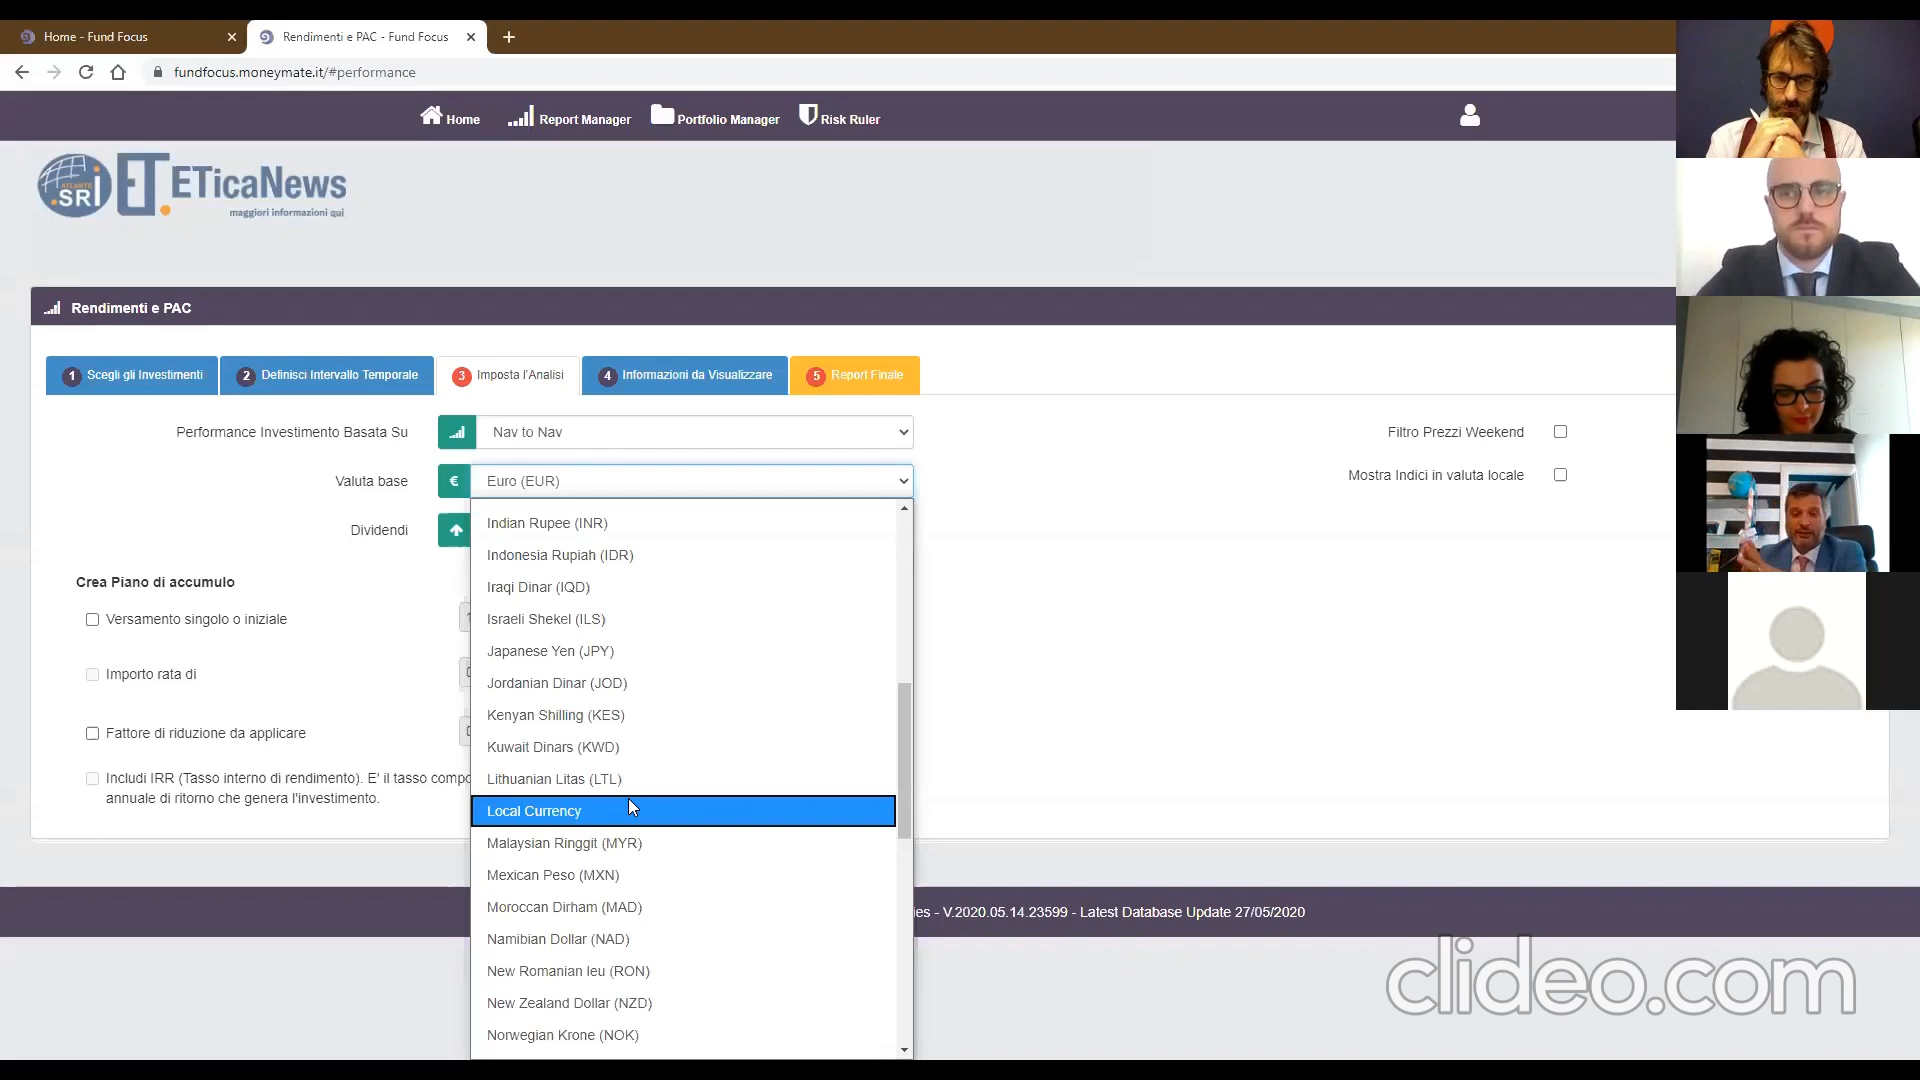 Home - Fund Focus
Rendimenti e PAC - Fund Focus
fundfocus.moneymate.it/#performance
Home
Report Manager
Portfolio Manager
Risk Ruler
ATLANTE
.SRI
ET.
ETicaNews
maggiori informazioni qui
Rendimenti e PAC
1 Scegli gli Investimenti
2 Definisci Intervallo Temporale
3 Imposta l'Analisi
4 Informazioni da Visualizzare
5 Report Finale
Performance Investimento Basata Su
Nav to Nav
Filtro Prezzi Weekend
Valuta base
€ Euro (EUR)
Mostra Indici in valuta locale
Dividendi
Crea Piano di accumulo
Versamento singolo o iniziale
Importo rata di
Fattore di riduzione da applicare
Includi IRR (Tasso interno di rendimento). E' il tasso compo
annuale di ritorno che genera l'investimento.
Indian Rupee (INR)
Indonesia Rupiah (IDR)
Iraqi Dinar (IQD)
Israeli Shekel (ILS)
Japanese Yen (JPY)
Jordanian Dinar (JOD)
Kenyan Shilling (KES)
Kuwait Dinars (KWD)
Lithuanian Litas (LTL)
Local Currency
Malaysian Ringgit (MYR)
Mexican Peso (MXN)
Moroccan Dirham (MAD)
Namibian Dollar (NAD)
New Romanian leu (RON)
New Zealand Dollar (NZD)
Norwegian Krone (NOK)
ies - V.2020.05.14.23599 - Latest Database Update 27/05/2020
clideo.com